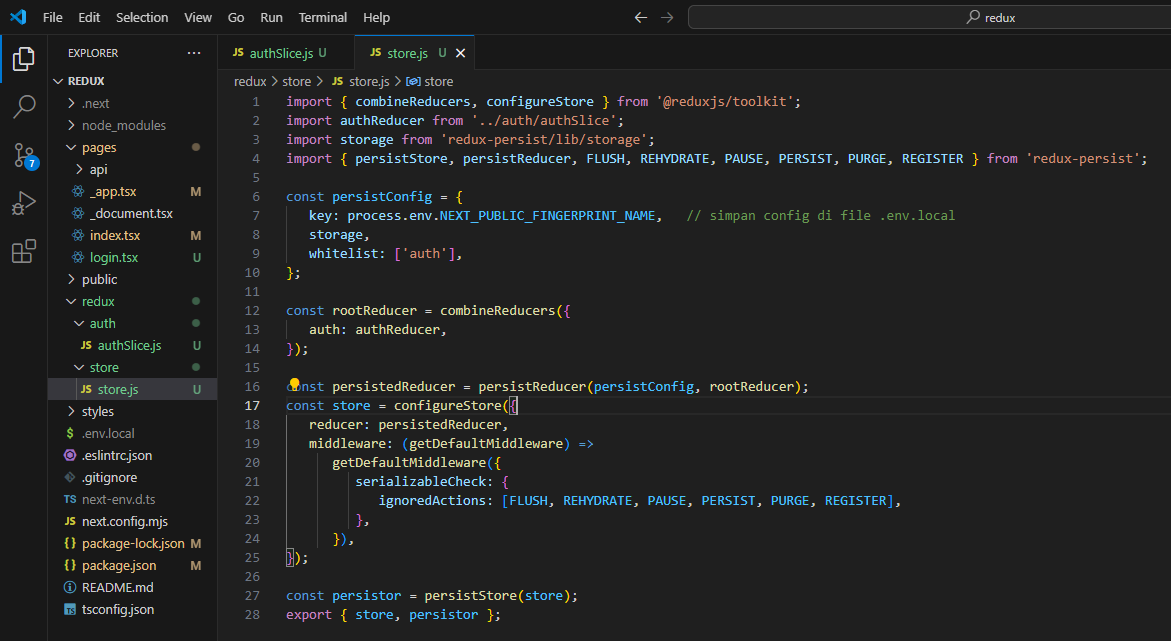 File Edit Selection View Go Run Terminal Help
redux
EXPLORER
REDUX
.next
node_modules
pages
api
_app.tsx M
_document.tsx
index.tsx M
login.tsx U
public
redux
auth
JS authSlice.js U
store
JS store.js U
styles
$ .env.local
.eslintrc.json
.gitignore
TS next-env.d.ts
JS next.config.mjs
{} package-lock.json M
{} package.json M
README.md
TS tsconfig.json
7
JS authSlice.js U
JS store.js U
redux > store > JS store.js > store
1 import { combineReducers, configureStore } from '@reduxjs/toolkit';
2 import authReducer from '../auth/authSlice';
3 import storage from 'redux-persist/lib/storage';
4 import { persistStore, persistReducer, FLUSH, REHYDRATE, PAUSE, PERSIST, PURGE, REGISTER } from 'redux-persist';
5
6 const persistConfig = {
7 key: process.env.NEXT_PUBLIC_FINGERPRINT_NAME, // simpan config di file .env.local
8 storage,
9 whitelist: ['auth'],
10 };
11
12 const rootReducer = combineReducers({
13 auth: authReducer,
14 });
15
16 const persistedReducer = persistReducer(persistConfig, rootReducer);
17 const store = configureStore({
18 reducer: persistedReducer,
19 middleware: (getDefaultMiddleware) =>
20 getDefaultMiddleware({
21 serializableCheck: {
22 ignoredActions: [FLUSH, REHYDRATE, PAUSE, PERSIST, PURGE, REGISTER],
23 },
24 }),
25 });
26
27 const persistor = persistStore(store);
28 export { store, persistor };